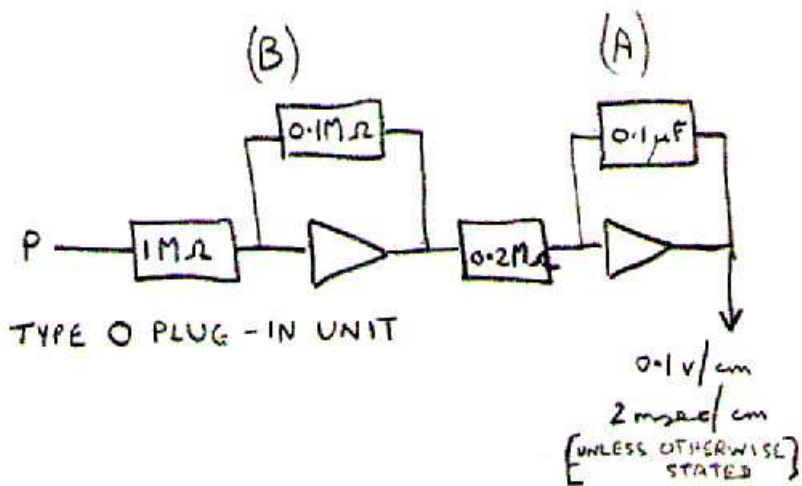 (B)
(A)
0.1MΩ
0.1µF
P
1MΩ
0.2MΩ
TYPE O PLUG-IN UNIT
0.1 v/cm
2 msec/cm
[UNLESS OTHERWISE
STATED]